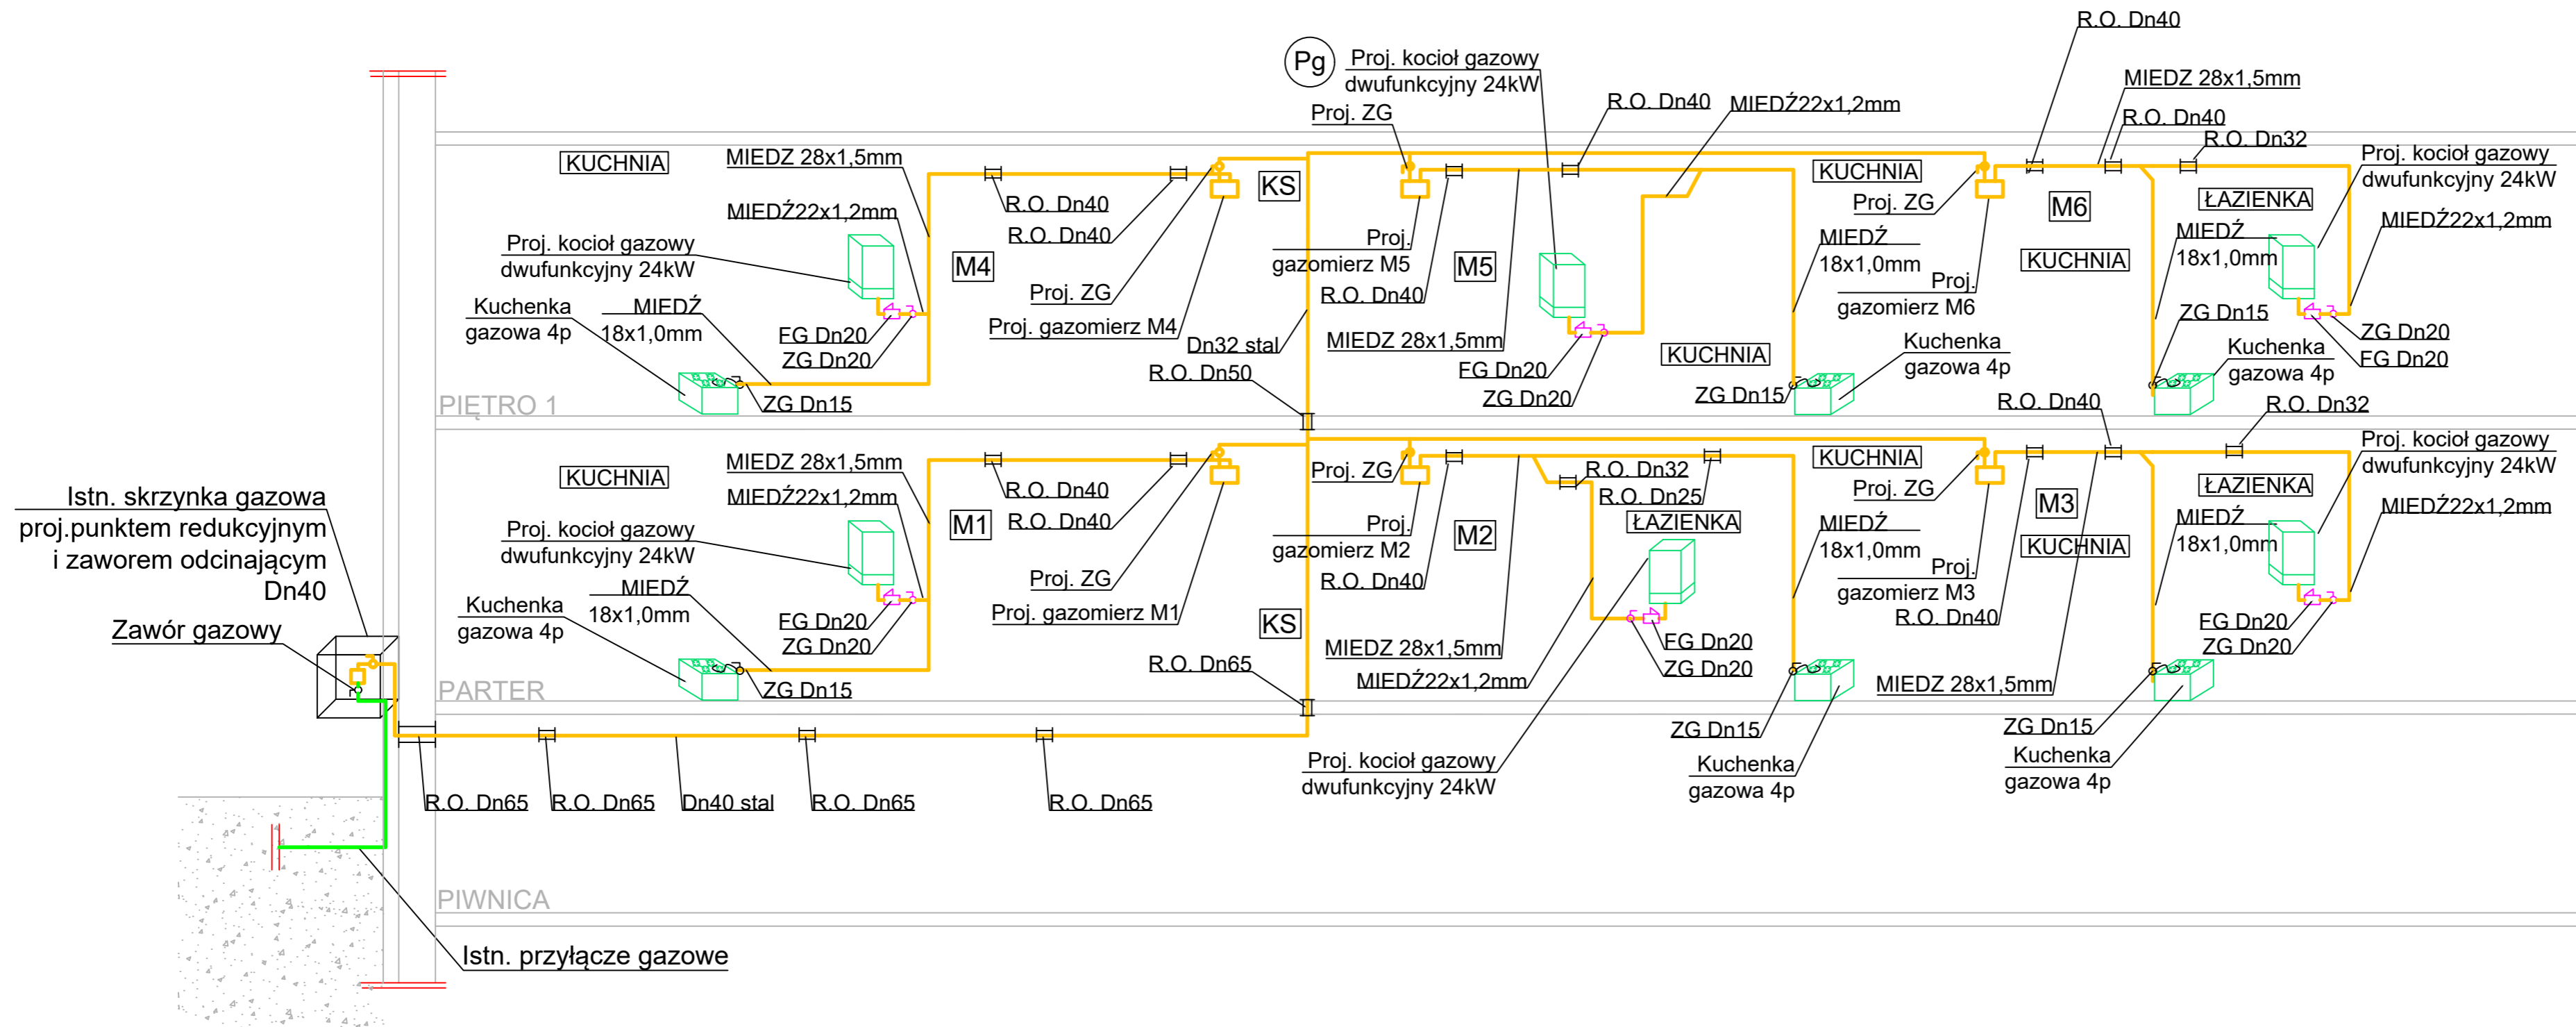 R.O. Dn40
Pg
Proj. kocioł gazowy
dwufunkcyjny 24kW
Proj. ZG
R.O. Dn40
MIEDŹ22x1,2mm
MIEDZ 28x1,5mm
R.O. Dn40
R.O. Dn32
Proj. kocioł gazowy
dwufunkcyjny 24kW
KUCHNIA
MIEDZ 28x1,5mm
MIEDŹ22x1,2mm
R.O. Dn40
R.O. Dn40
KS
Proj. kocioł gazowy
dwufunkcyjny 24kW
M4
Proj. ZG
Proj. gazomierz M4
Kuchenka
gazowa 4p
MIEDŹ
18x1,0mm
FG Dn20
ZG Dn20
ZG Dn15
PIĘTRO 1
Dn32 stal
R.O. Dn50
Proj.
gazomierz M5
R.O. Dn40
M5
MIEDZ 28x1,5mm
FG Dn20
ZG Dn20
KUCHNIA
KUCHNIA
MIEDŹ
18x1,0mm
ZG Dn15
Kuchenka
gazowa 4p
Proj. ZG
Proj.
gazomierz M6
M6
KUCHNIA
ŁAZIENKA
MIEDŹ
18x1,0mm
MIEDŹ22x1,2mm
ZG Dn15
ZG Dn20
FG Dn20
Kuchenka
gazowa 4p
R.O. Dn40
R.O. Dn32
Istn. skrzynka gazowa
proj.punktem redukcyjnym
i zaworem odcinającym
Dn40
Zawór gazowy
KUCHNIA
MIEDZ 28x1,5mm
MIEDŹ22x1,2mm
R.O. Dn40
R.O. Dn40
M1
Proj. kocioł gazowy
dwufunkcyjny 24kW
Proj. ZG
Proj. gazomierz M1
Kuchenka
gazowa 4p
MIEDŹ
18x1,0mm
FG Dn20
ZG Dn20
ZG Dn15
PARTER
KS
R.O. Dn65
Proj. ZG
Proj.
gazomierz M2
R.O. Dn40
M2
R.O. Dn32
R.O. Dn25
ŁAZIENKA
MIEDZ 28x1,5mm
MIEDŹ22x1,2mm
FG Dn20
ZG Dn20
Proj. kocioł gazowy
dwufunkcyjny 24kW
KUCHNIA
MIEDŹ
18x1,0mm
ZG Dn15
Kuchenka
gazowa 4p
Proj. ZG
Proj.
gazomierz M3
R.O. Dn40
M3
KUCHNIA
MIEDZ 28x1,5mm
ŁAZIENKA
MIEDŹ
18x1,0mm
Proj. kocioł gazowy
dwufunkcyjny 24kW
MIEDŹ22x1,2mm
FG Dn20
ZG Dn20
ZG Dn15
Kuchenka
gazowa 4p
R.O. Dn65
R.O. Dn65
Dn40 stal
R.O. Dn65
R.O. Dn65
PIWNICA
Istn. przyłącze gazowe